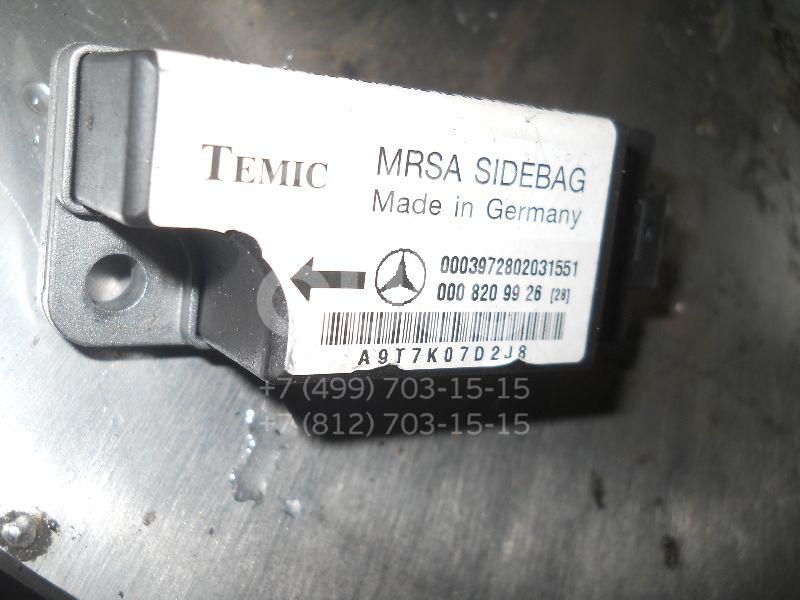 TEMIC MRSA SIDEBAG
Made in Germany
0003972802031551
000 820 99 26 [28]
A9T7K07D2J8
+7 (499) 703-15-15
+7 (812) 703-15-15